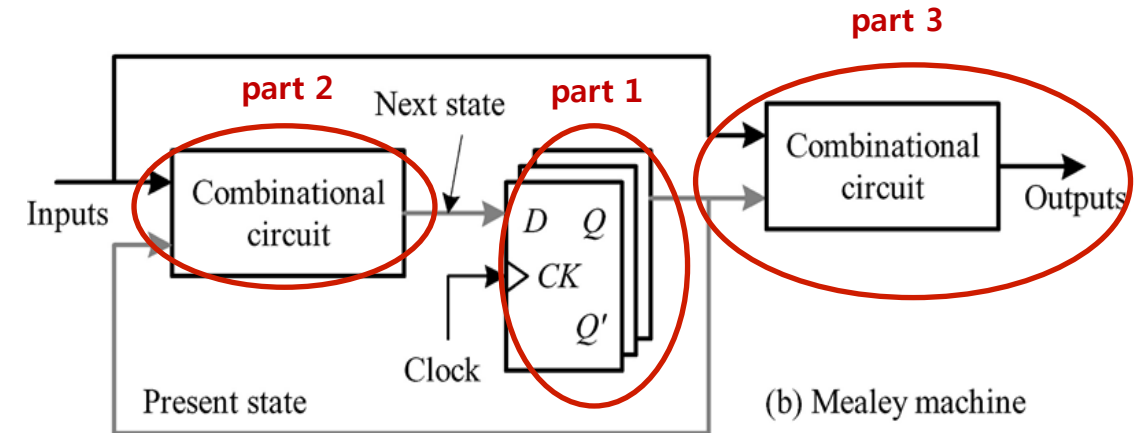 part 3
part 2
part 1
Next state
Combinational
circuit
Inputs
Combinational
circuit
D Q
CK
Q'
Outputs
Clock
Present state
(b) Mealey machine